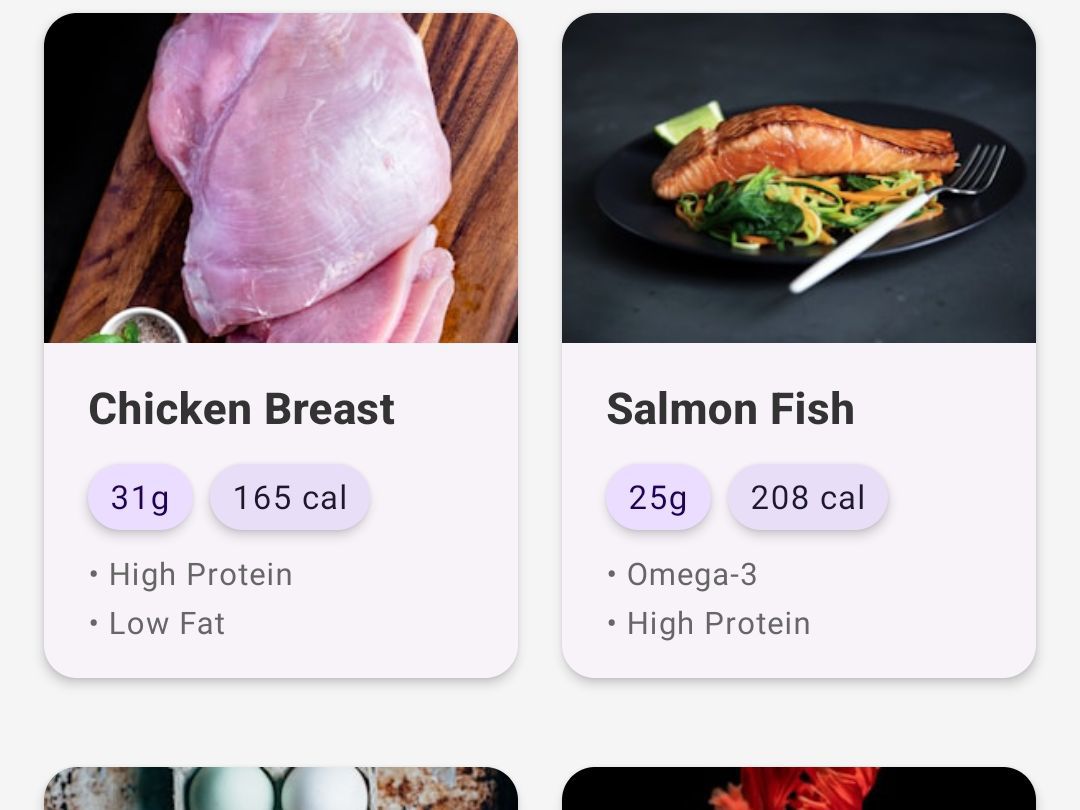 Chicken Breast
31g
165 cal
• High Protein
• Low Fat
Salmon Fish
25g
208 cal
• Omega-3
• High Protein